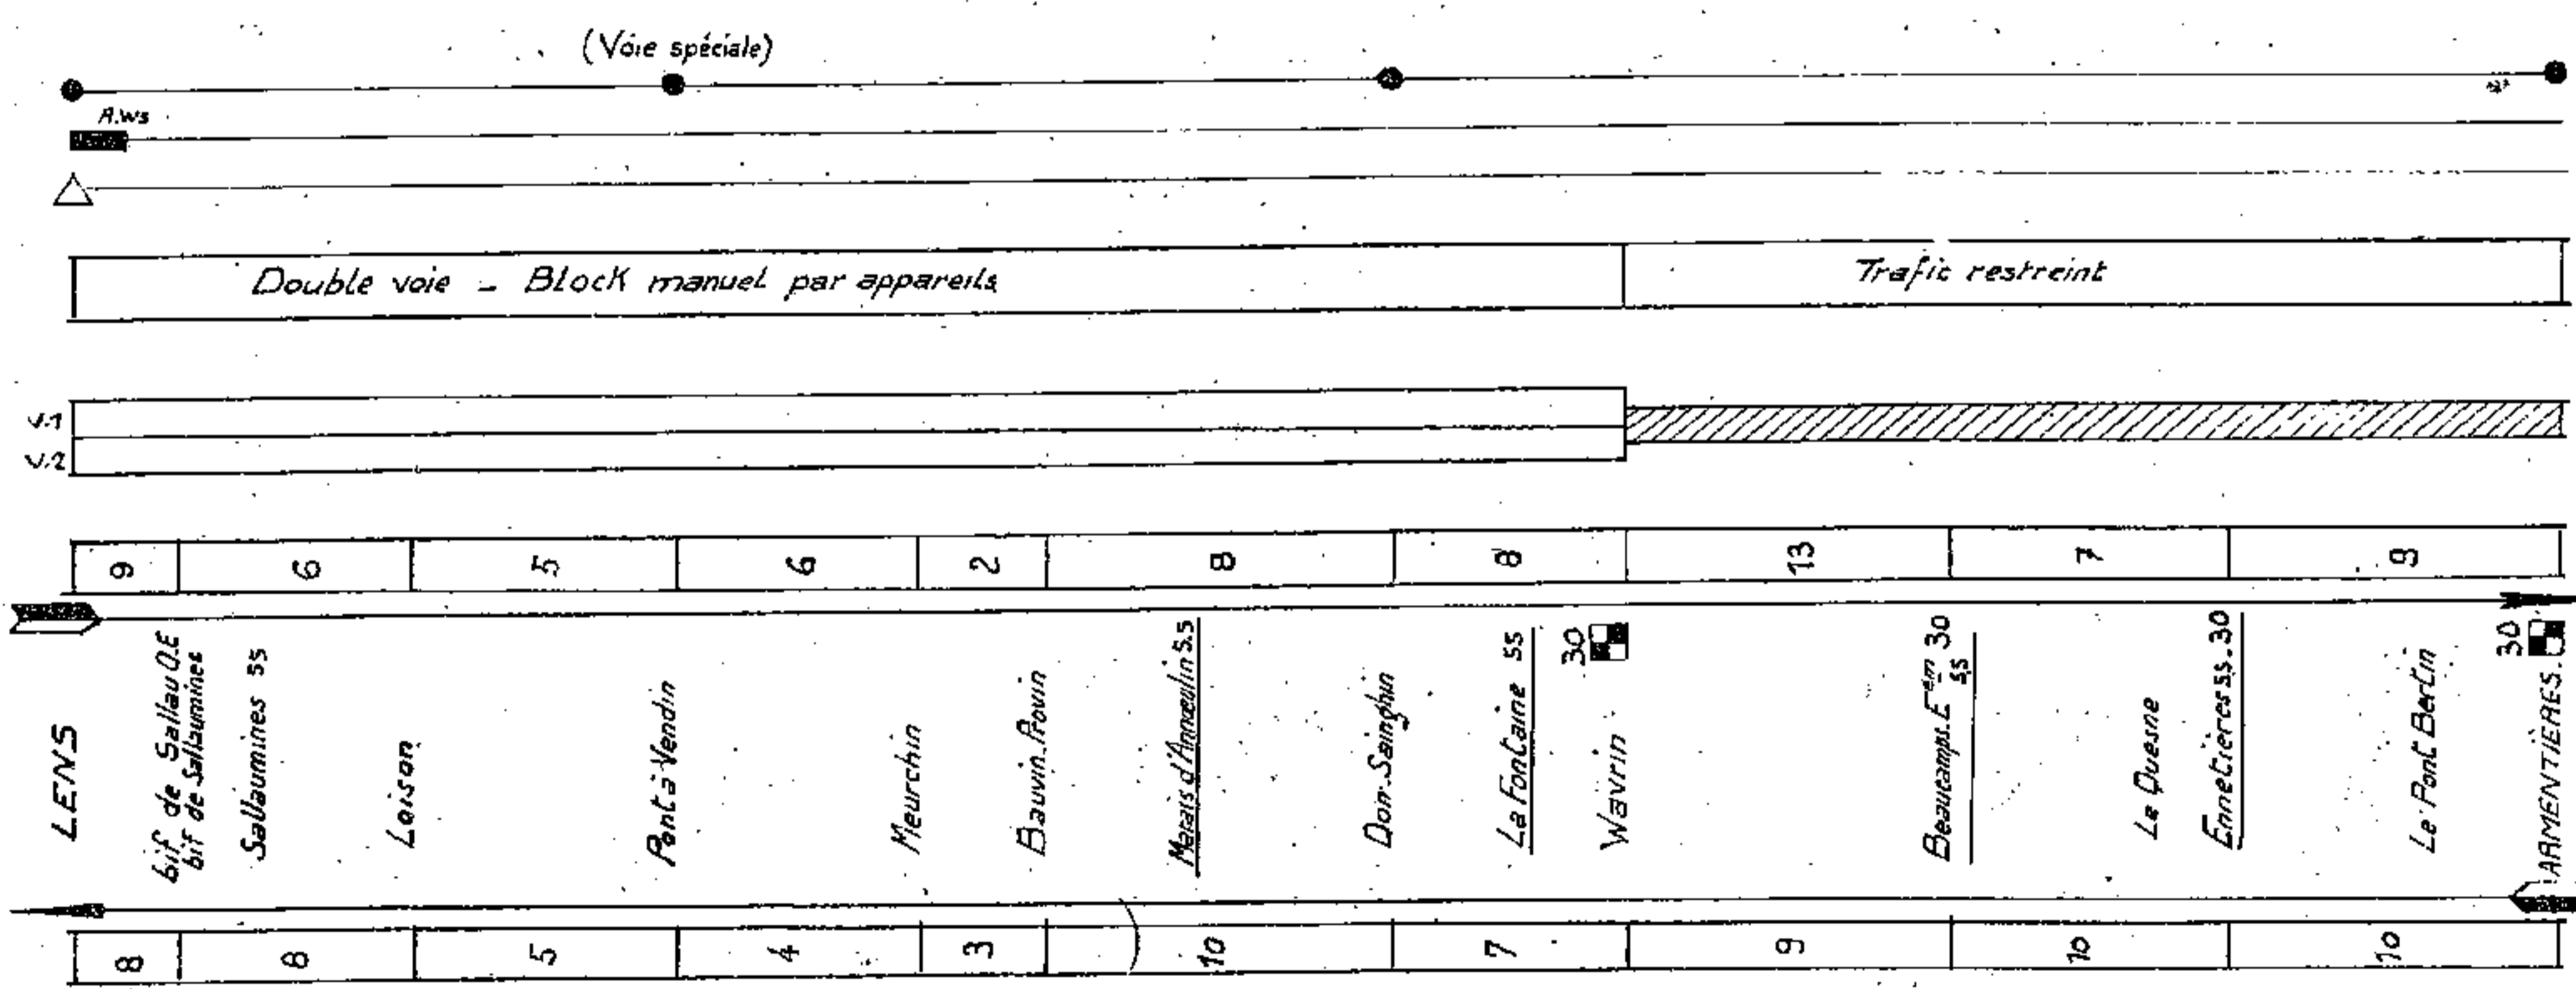 (Voie spéciale)
A.Ws
Double voie - Block manuel par appareils
Trafic restreint
V.1
V.2
9
6
5
6
2
8
8
13
7
9
LENS
bif de Sallau Q.E
bif de Sallaumines
Sallaumines ss
Loison
Pont à Vendin
Meurchin
Bauvin.Provin
Marais d'Annœulin s.s
Don-Sainghin
La Fontaine ss
30
Wavrin
Beaucamps.Eᵉᵐ 30
ss
Le Quesne
Ennetières s.s.30
Le Pont Bertin
30
ARMENTIÈRES.
8
8
5
4
3
10
7
9
10
10